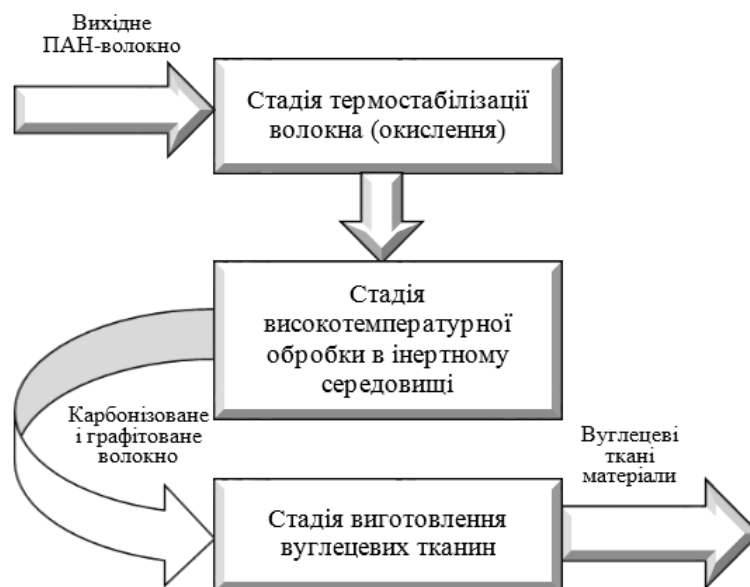 Вихідне
ПАН-волокно
Стадія термостабілізації
волокна (окислення)
Стадія
високотемпературної
обробки в інертному
середовищі
Карбонізоване
і графітоване
волокно
Вуглецеві
ткані
матеріали
Стадія виготовлення
вуглецевих тканин